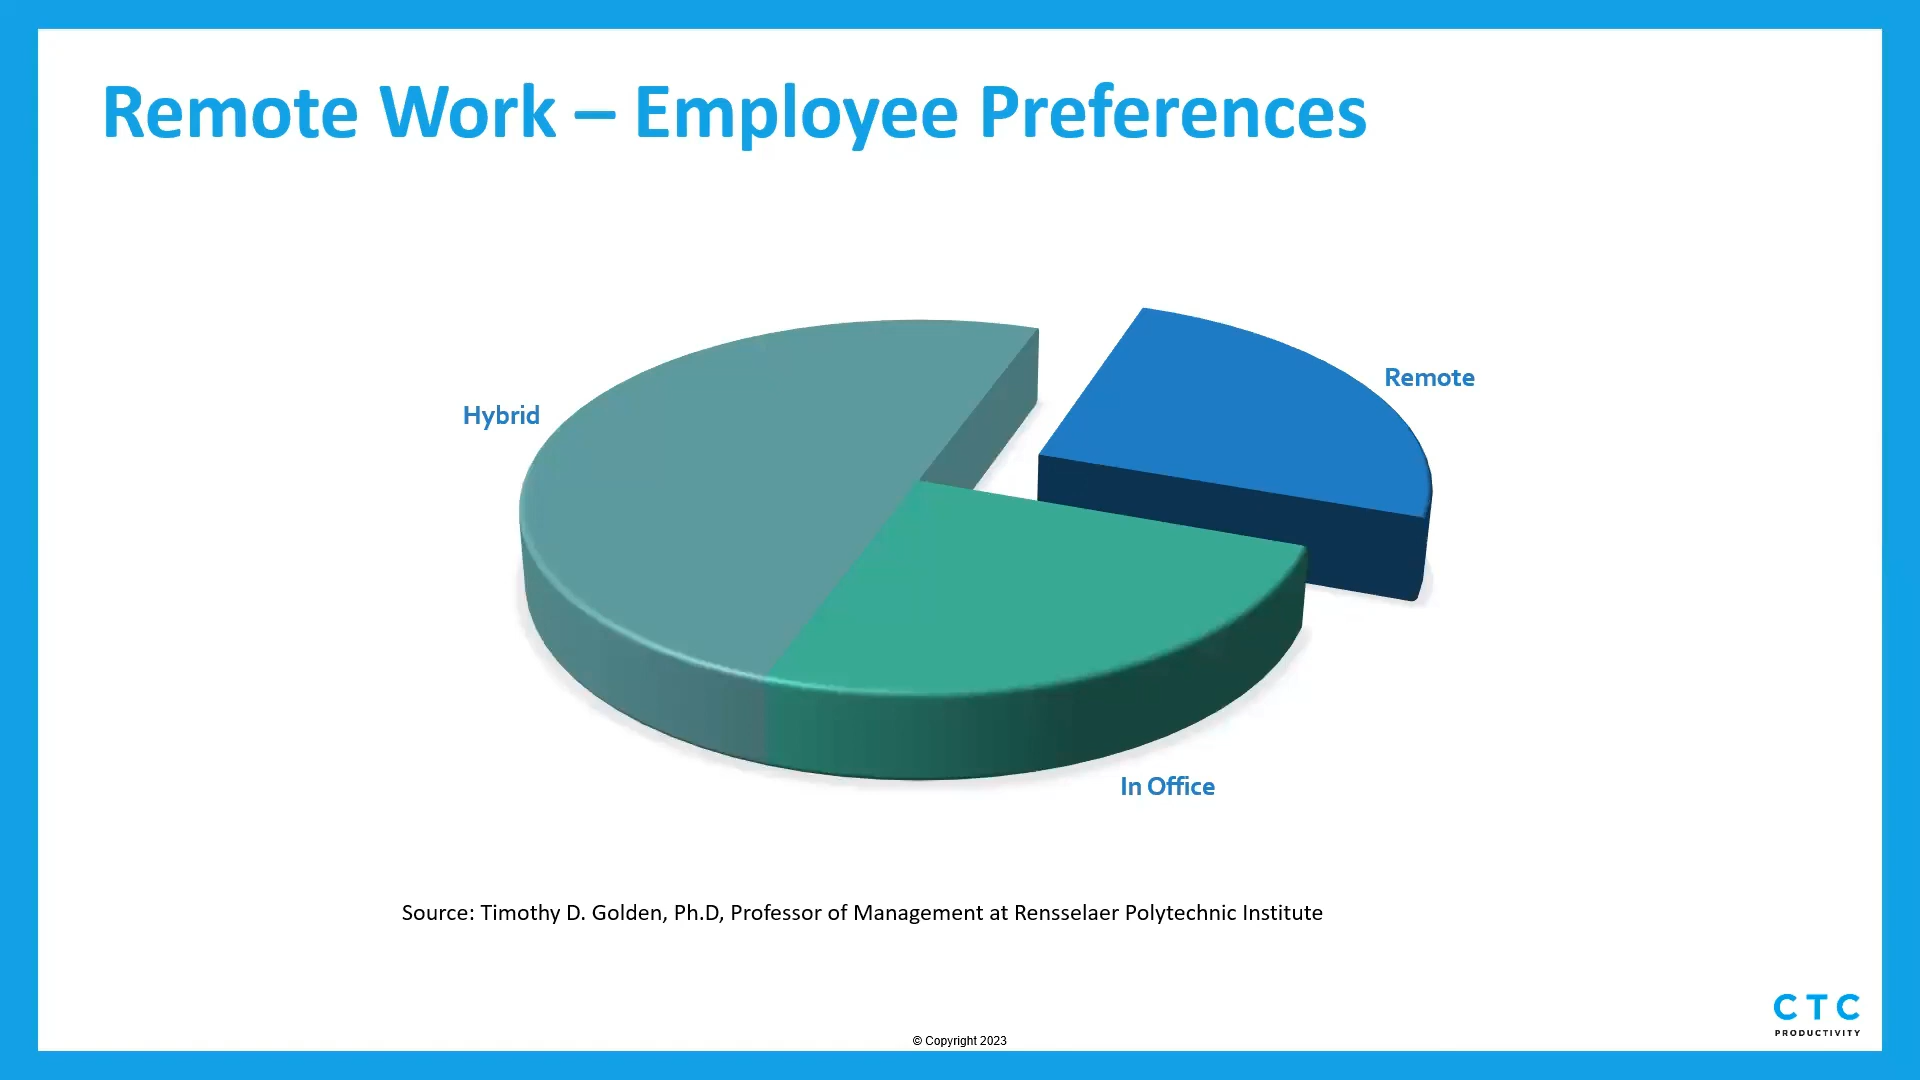 Remote Work – Employee Preferences
Remote
Hybrid
In Office
Source: Timothy D. Golden, Ph.D, Professor of Management at Rensselaer Polytechnic Institute
CTC
PRODUCTIVITY
© Copyright 2023